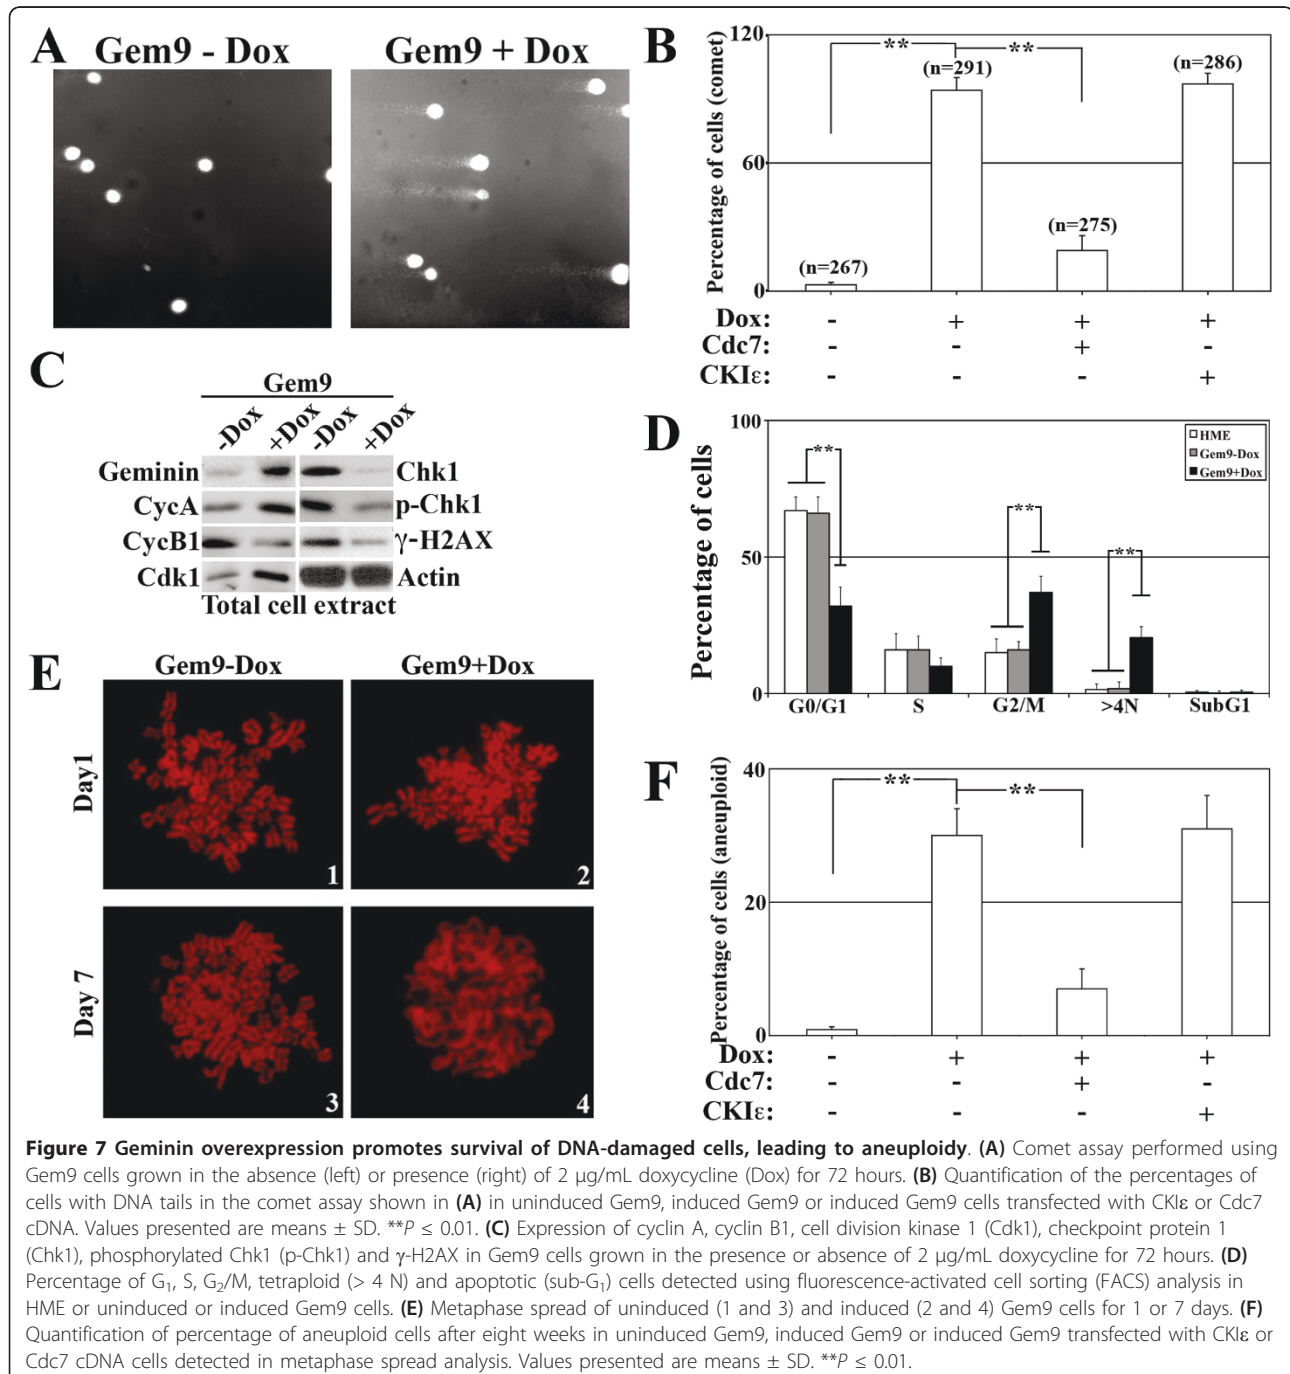 A Gem9 - Dox Gem9 + Dox
B
Percentage of cells (comet)
120
60
0
** **
(n=267)
(n=291)
(n=275)
(n=286)
Dox: - + + +
Cdc7: - - + -
CKIε: - - - +
C
Gem9
-Dox +Dox -Dox +Dox
Geminin Chk1
CycA p-Chk1
CycB1 γ-H2AX
Cdk1 Actin
Total cell extract
D
Percentage of cells
100
50
0
** ** **
HME
Gem9-Dox
Gem9+Dox
G0/G1 S G2/M >4N SubG1
E Gem9-Dox Gem9+Dox
Day1
1 2
Day 7
3 4
F
Percentage of cells (aneuploid)
40
20
0
** **
Dox: - + + +
Cdc7: - - + -
CKIε: - - - +
Figure 7 Geminin overexpression promotes survival of DNA-damaged cells, leading to aneuploidy. (A) Comet assay performed using
Gem9 cells grown in the absence (left) or presence (right) of 2 μg/mL doxycycline (Dox) for 72 hours. (B) Quantification of the percentages of
cells with DNA tails in the comet assay shown in (A) in uninduced Gem9, induced Gem9 or induced Gem9 cells transfected with CKIε or Cdc7
cDNA. Values presented are means ± SD. **P ≤ 0.01. (C) Expression of cyclin A, cyclin B1, cell division kinase 1 (Cdk1), checkpoint protein 1
(Chk1), phosphorylated Chk1 (p-Chk1) and γ-H2AX in Gem9 cells grown in the presence or absence of 2 μg/mL doxycycline for 72 hours. (D)
Percentage of G₁, S, G₂/M, tetraploid (> 4 N) and apoptotic (sub-G₁) cells detected using fluorescence-activated cell sorting (FACS) analysis in
HME or uninduced or induced Gem9 cells. (E) Metaphase spread of uninduced (1 and 3) and induced (2 and 4) Gem9 cells for 1 or 7 days. (F)
Quantification of percentage of aneuploid cells after eight weeks in uninduced Gem9, induced Gem9 or induced Gem9 transfected with CKIε or
Cdc7 cDNA cells detected in metaphase spread analysis. Values presented are means ± SD. **P ≤ 0.01.